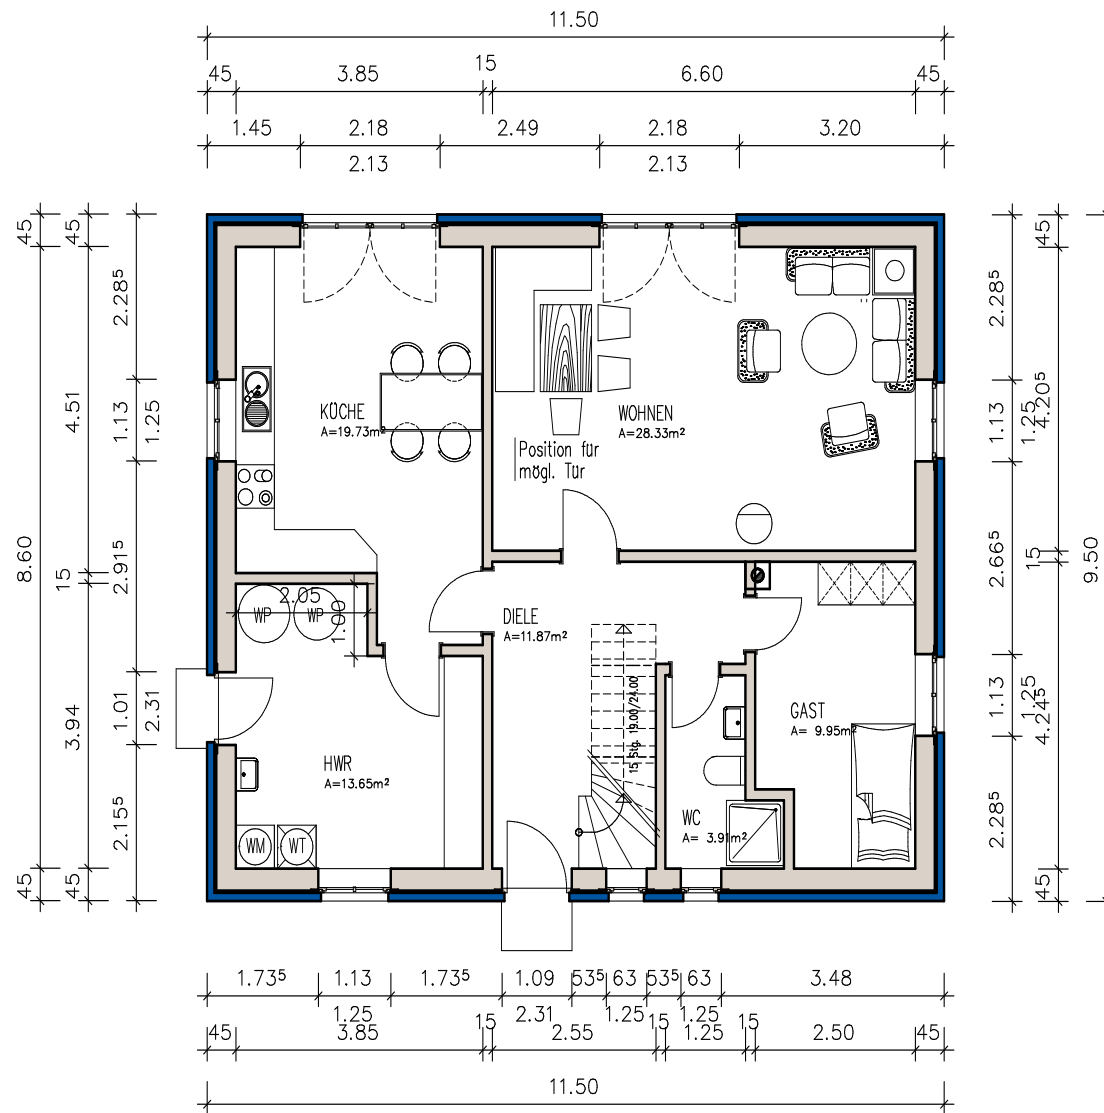 11.50
45 3.85 15 6.60 45
1.45 2.18 2.49 2.18 3.20
2.13 2.13
45 8.60 45
45 4.51 15 3.94 45
2.28⁵ 1.13 2.91⁵ 1.01 2.15⁵
1.25 2.31
KÜCHE
A=19.73m²
WOHNEN
A=28.33m²
Position für
mögl. Tür
2.05
1.00
WP WP
DIELE
A=11.87m²
15 Stg. 19.00/24.00
GAST
A= 9.95m²
HWR
A=13.65m²
WC
A= 3.91m²
WM WT
2.28⁵ 1.13 2.66⁵ 1.13 2.28⁵
1.25 1.25
45 4.20⁵ 15 4.24⁵ 45
9.50
1.73⁵ 1.13 1.73⁵ 1.09 53⁵ 63 53⁵ 63 3.48
1.25 2.31 1.25 1.25
45 3.85 15 2.55 15 1.25 15 2.50 45
11.50